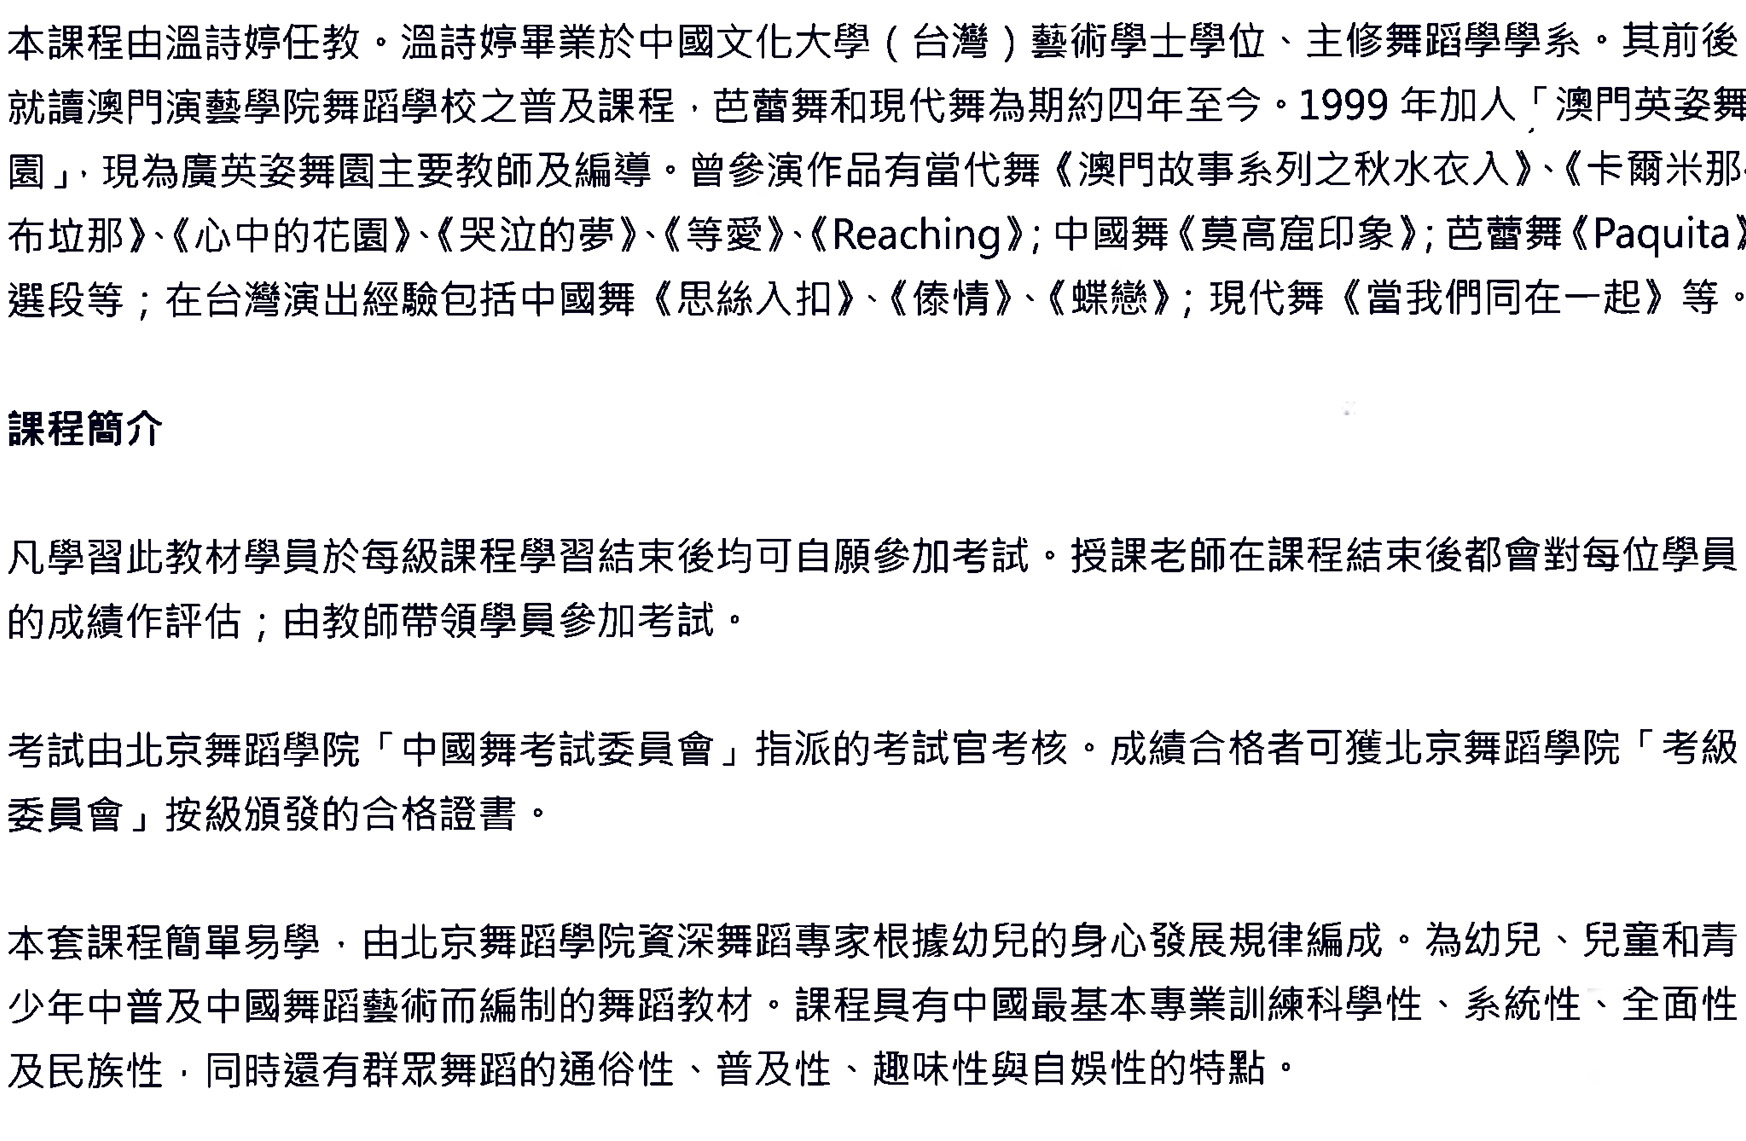 本課程由溫詩婷任教。溫詩婷畢業於中國文化大學（台灣）藝術學士學位、主修舞蹈學學系。其前後
就讀澳門演藝學院舞蹈學校之普及課程，芭蕾舞和現代舞為期約四年至今。1999 年加人「澳門英姿舞
園」，現為廣英姿舞園主要教師及編導。曾參演作品有當代舞《澳門故事系列之秋水衣入》、《卡爾米那·
布垃那》、《心中的花園》、《哭泣的夢》、《等愛》、《Reaching》；中國舞《莫高窟印象》；芭蕾舞《Paquita》
選段等；在台灣演出經驗包括中國舞《思絲入扣》、《傣情》、《蝶戀》；現代舞《當我們同在一起》等。
課程簡介
凡學習此教材學員於每級課程學習結束後均可自願參加考試。授課老師在課程結束後都會對每位學員
的成績作評估；由教師帶領學員參加考試。
考試由北京舞蹈學院「中國舞考試委員會」指派的考試官考核。成績合格者可獲北京舞蹈學院「考級
委員會」按級頒發的合格證書。
本套課程簡單易學，由北京舞蹈學院資深舞蹈專家根據幼兒的身心發展規律編成。為幼兒、兒童和青
少年中普及中國舞蹈藝術而編制的舞蹈教材。課程具有中國最基本專業訓練科學性、系統性、全面性
及民族性，同時還有群眾舞蹈的通俗性、普及性、趣味性與自娛性的特點。